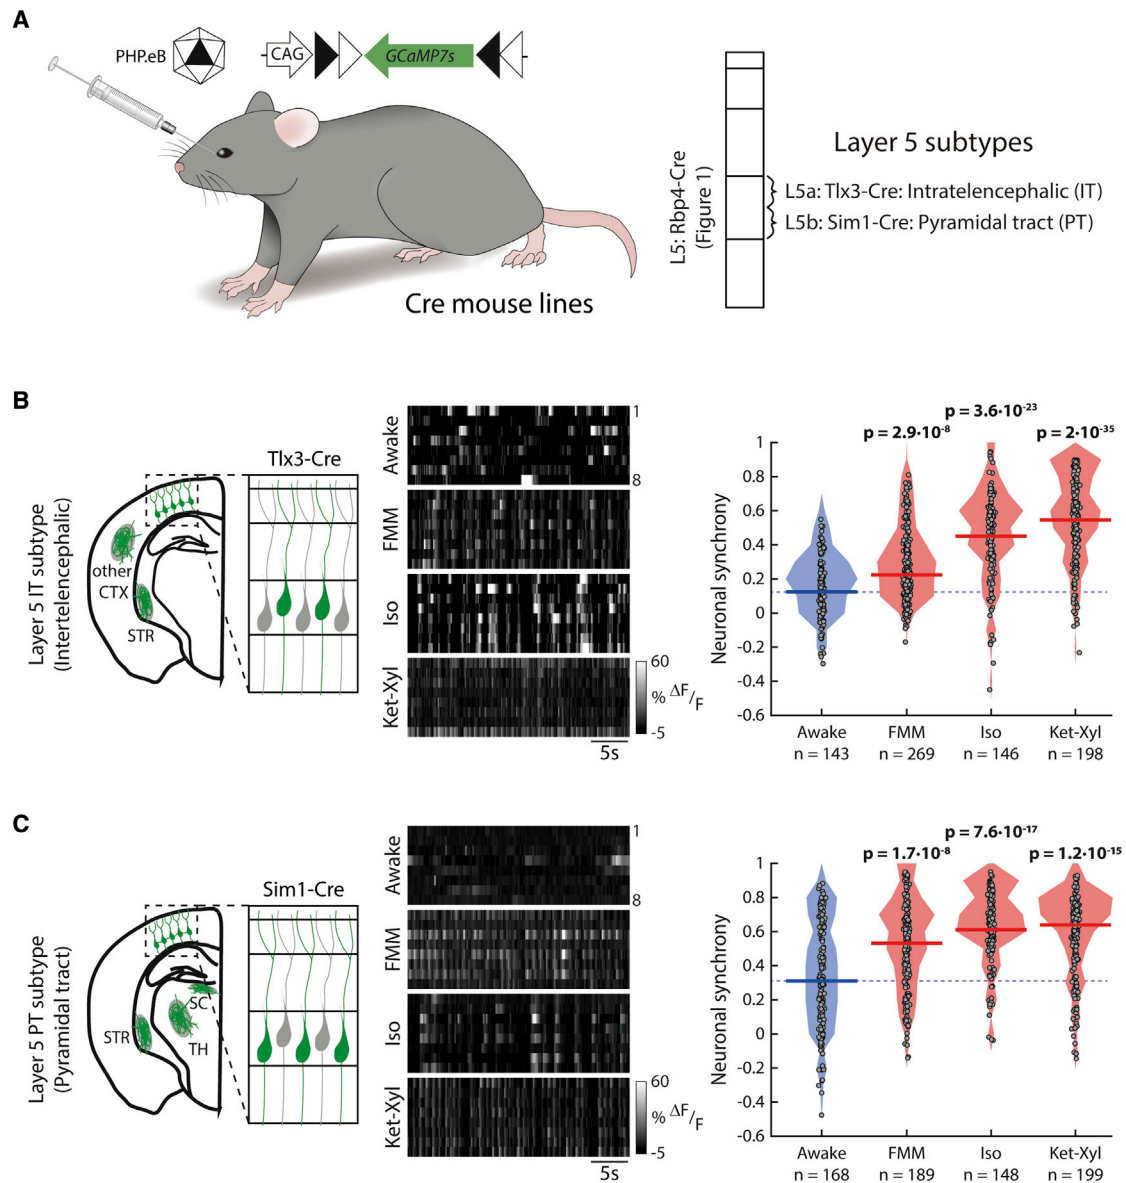 A
PHP.eB
CAG
GCaMP7s
Cre mouse lines
L5: Rbp4-Cre
(Figure 1)
Layer 5 subtypes
L5a: Tlx3-Cre: Intratelencephalic (IT)
L5b: Sim1-Cre: Pyramidal tract (PT)
B
Layer 5 IT subtype
(Intertelencephalic)
other
CTX
STR
Tlx3-Cre
Awake
FMM
Iso
Ket-Xyl
1
8
60
% ΔF/F
-5
5s
p = 2.9·10-8
p = 3.6·10-23
p = 2·10-35
Neuronal synchrony
1
0.8
0.6
0.4
0.2
0
-0.2
-0.4
-0.6
Awake
n = 143
FMM
n = 269
Iso
n = 146
Ket-Xyl
n = 198
C
Layer 5 PT subtype
(Pyramidal tract)
STR
SC
TH
Sim1-Cre
Awake
FMM
Iso
Ket-Xyl
1
8
60
% ΔF/F
-5
5s
p = 1.7·10-8
p = 7.6·10-17
p = 1.2·10-15
Neuronal synchrony
1
0.8
0.6
0.4
0.2
0
-0.2
-0.4
-0.6
Awake
n = 168
FMM
n = 189
Iso
n = 148
Ket-Xyl
n = 199